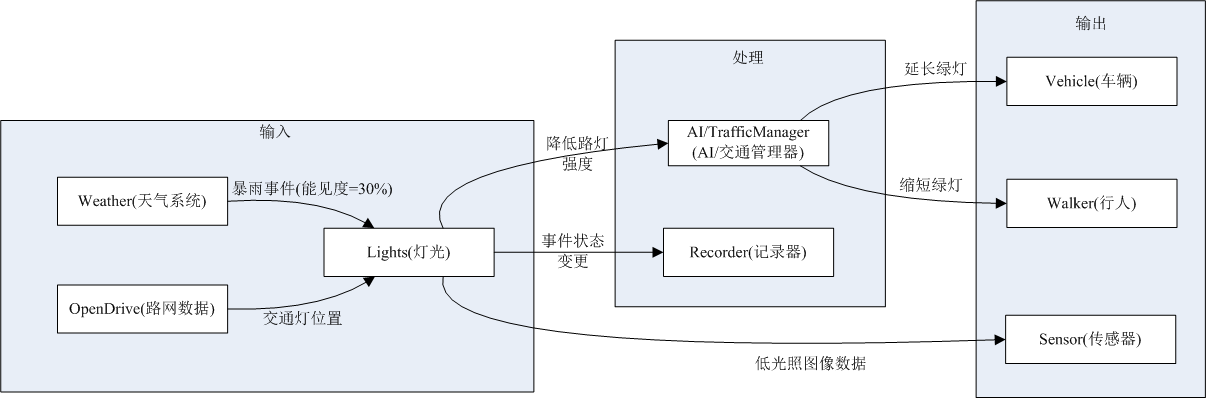 输入
Weather(天气系统)
暴雨事件(能见度=30%)
Lights(灯光)
OpenDrive(路网数据)
交通灯位置
降低路灯
强度
事件状态
变更
低光照图像数据
处理
AI/TrafficManager
(AI/交通管理器)
Recorder(记录器)
延长绿灯
缩短绿灯
输出
Vehicle(车辆)
Walker(行人)
Sensor(传感器)